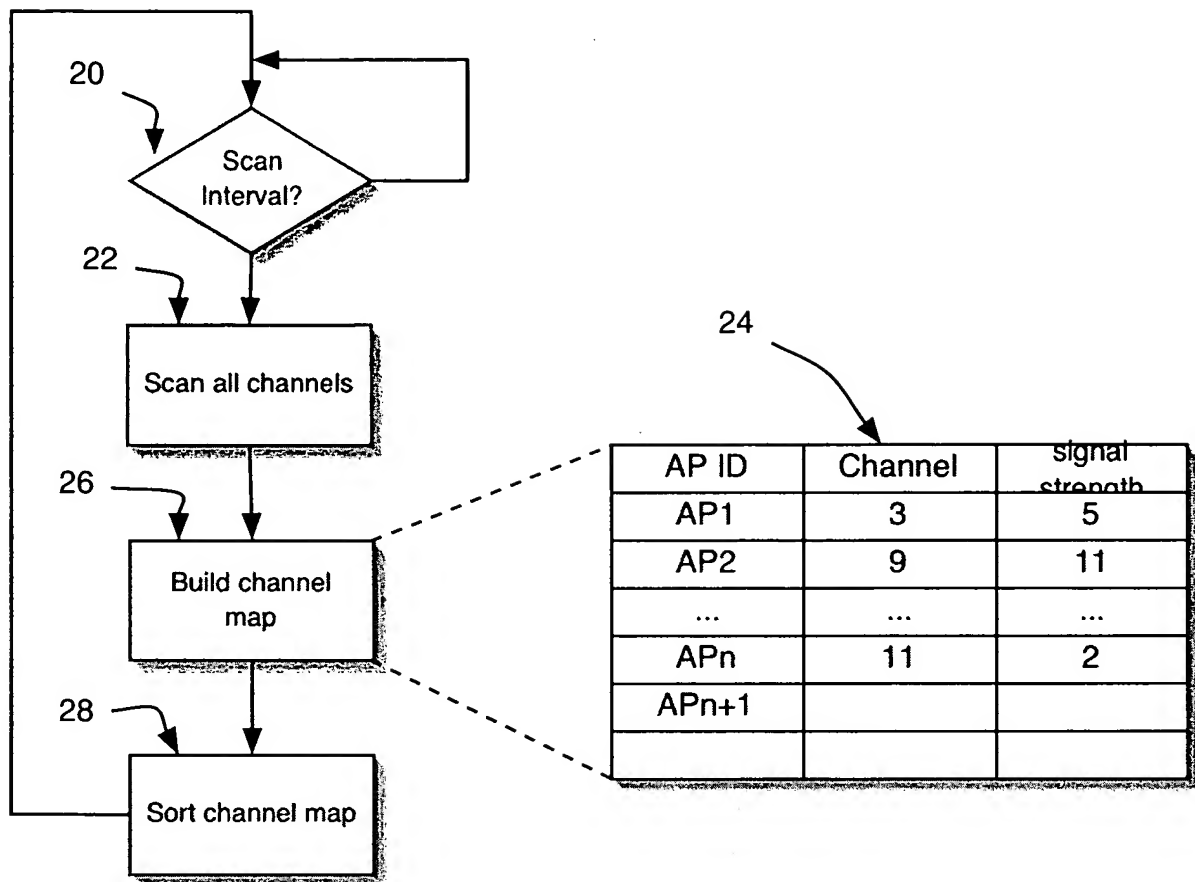 20
Scan
Interval?
22
Scan all channels
24
26
Build channel
map
AP ID Channel signal
strength
AP1 3 5
AP2 9 11
... ... ...
APn 11 2
APn+1
28
Sort channel map